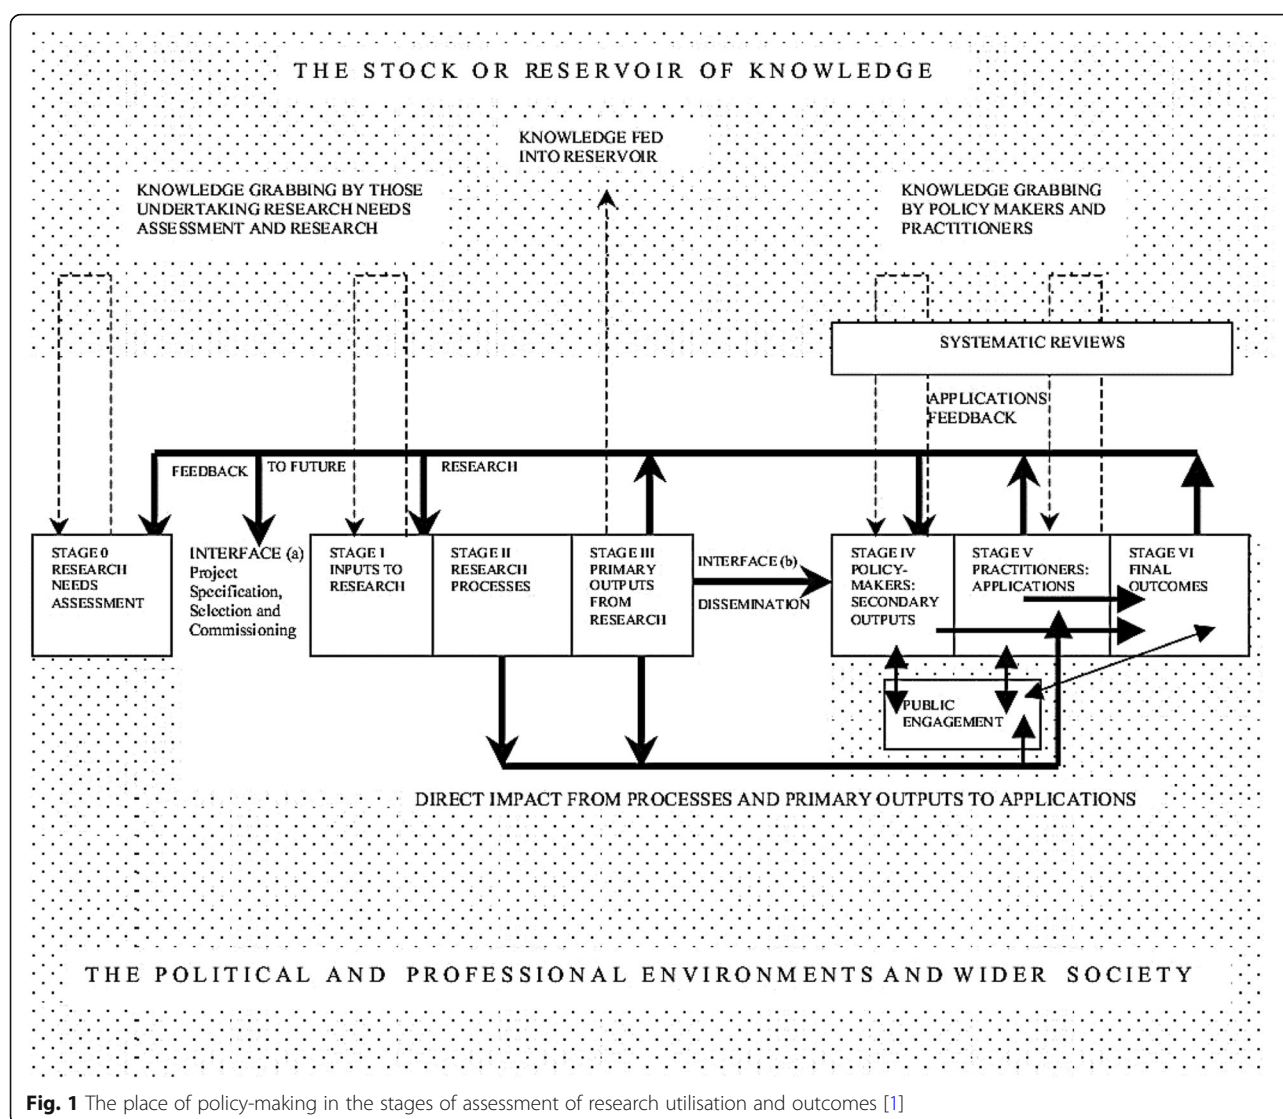 THE STOCK OR RESERVOIR OF KNOWLEDGE
KNOWLEDGE FED
INTO RESERVOIR
KNOWLEDGE GRABBING BY THOSE
UNDERTAKING RESEARCH NEEDS
ASSESSMENT AND RESEARCH
KNOWLEDGE GRABBING
BY POLICY MAKERS AND
PRACTITIONERS
SYSTEMATIC REVIEWS
APPLICATIONS
FEEDBACK
FEEDBACK
TO FUTURE
RESEARCH
STAGE 0
RESEARCH
NEEDS
ASSESSMENT
INTERFACE (a)
Project
Specification,
Selection and
Commissioning
STAGE I
INPUTS TO
RESEARCH
STAGE II
RESEARCH
PROCESSES
STAGE III
PRIMARY
OUTPUTS
FROM
RESEARCH
INTERFACE (b)
DISSEMINATION
STAGE IV
POLICY-
MAKERS:
SECONDARY
OUTPUTS
STAGE V
PRACTITIONERS:
APPLICATIONS
STAGE VI
FINAL
OUTCOMES
PUBLIC
ENGAGEMENT
DIRECT IMPACT FROM PROCESSES AND PRIMARY OUTPUTS TO APPLICATIONS
THE POLITICAL AND PROFESSIONAL ENVIRONMENTS AND WIDER SOCIETY
Fig. 1 The place of policy-making in the stages of assessment of research utilisation and outcomes [1]